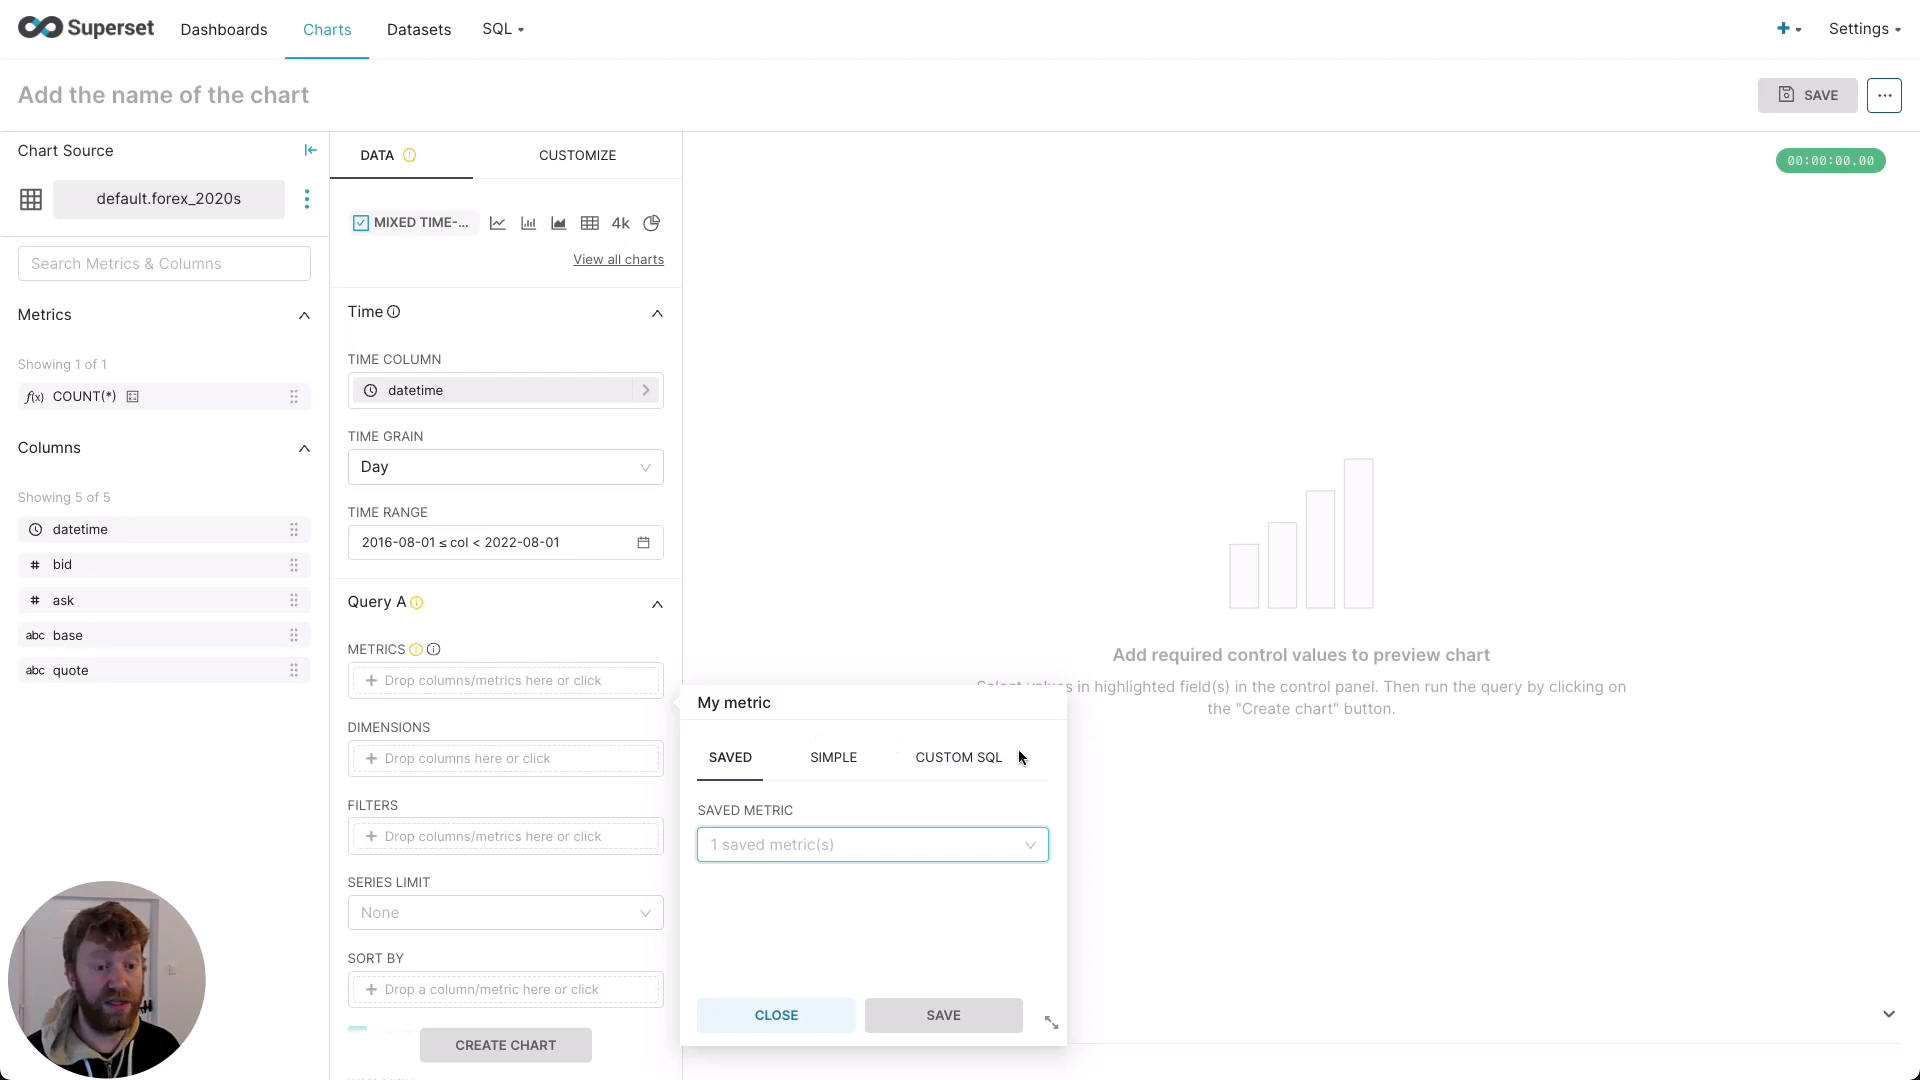 Superset
Dashboards
Charts
Datasets
SQL
Settings
Add the name of the chart
SAVE
Chart Source
default.forex_2020s
Search Metrics & Columns
Metrics
Showing 1 of 1
f(x) COUNT(*)
Columns
Showing 5 of 5
datetime
# bid
# ask
abc base
abc quote
DATA
CUSTOMIZE
MIXED TIME-...
4k
View all charts
Time
TIME COLUMN
datetime
TIME GRAIN
Day
TIME RANGE
2016-08-01 ≤ col < 2022-08-01
Query A
METRICS
+ Drop columns/metrics here or click
DIMENSIONS
+ Drop columns here or click
FILTERS
+ Drop columns/metrics here or click
SERIES LIMIT
None
SORT BY
+ Drop a column/metric here or click
CREATE CHART
My metric
SAVED
SIMPLE
CUSTOM SQL
SAVED METRIC
1 saved metric(s)
CLOSE
SAVE
00:00:00.00
Add required control values to preview chart
in highlighted field(s) in the control panel. Then run the query by clicking on
the "Create chart" button.